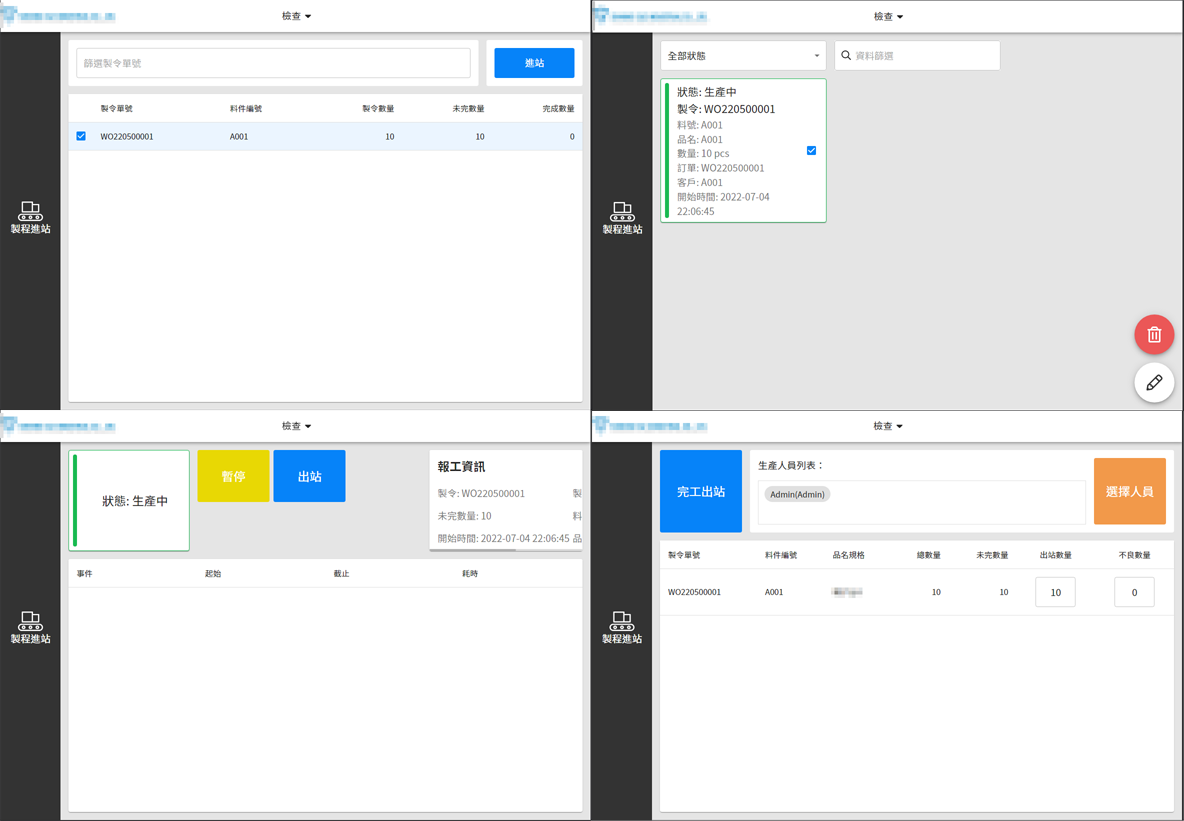 檢查
篩選製令單號
進站
製令單號 料件編號 製令數量 未完數量 完成數量
WO220500001 A001 10 10 0
製程進站
檢查
全部狀態
資料篩選
狀態: 生產中
製令: WO220500001
料號: A001
品名: A001
數量: 10 pcs
訂單: WO220500001
客戶: A001
開始時間: 2022-07-04
22:06:45
製程進站
檢查
狀態: 生產中
暫停
出站
報工資訊
製令: WO220500001 製
未完數量: 10 料
開始時間: 2022-07-04 22:06:45 品
事件 起始 截止 耗時
製程進站
檢查
完工出站
生產人員列表：
Admin(Admin)
選擇人員
製令單號 料件編號 品名規格 總數量 未完數量 出站數量 不良數量
WO220500001 A001 10 10 10 0
製程進站